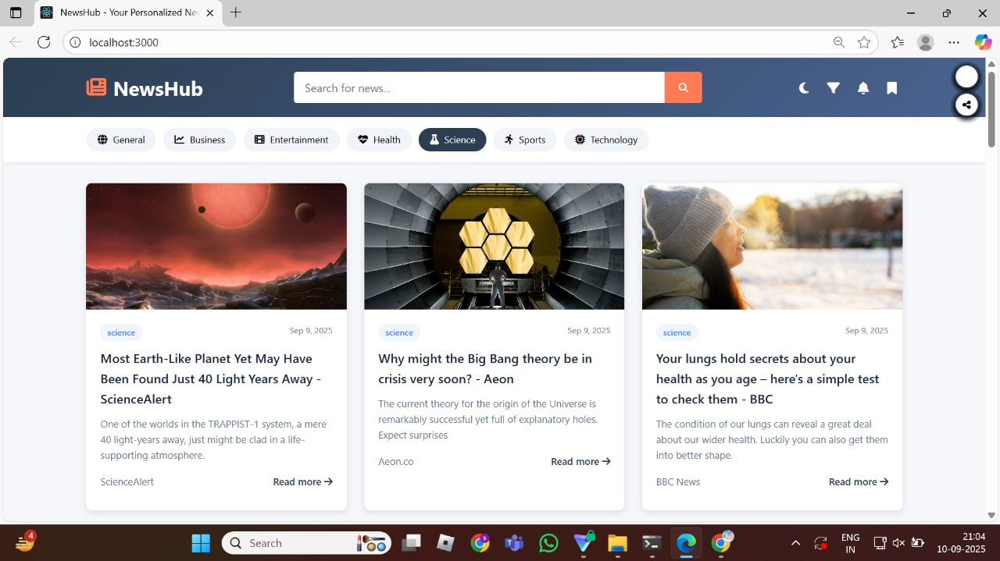 NewsHub - Your Personalized Ne
localhost:3000
NewsHub
Search for news...
General
Business
Entertainment
Health
Science
Sports
Technology
science
Sep 9, 2025
Most Earth-Like Planet Yet May Have
Been Found Just 40 Light Years Away -
ScienceAlert
One of the worlds in the TRAPPIST-1 system, a mere
40 light-years away, just might be clad in a life-
supporting atmosphere.
ScienceAlert
Read more →
science
Sep 9, 2025
Why might the Big Bang theory be in
crisis very soon? - Aeon
The current theory for the origin of the Universe is
remarkably successful yet full of explanatory holes.
Expect surprises
Aeon.co
Read more →
science
Sep 9, 2025
Your lungs hold secrets about your
health as you age – here's a simple test
to check them - BBC
The condition of our lungs can reveal a great deal
about our wider health. Luckily you can also get them
into better shape.
BBC News
Read more →
4
Search
ENG
IN
21:04
10-09-2025